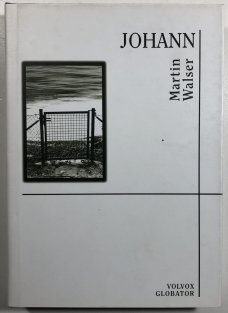 JOHANN
Martin
Walser
VOLVOX
GLOBATOR